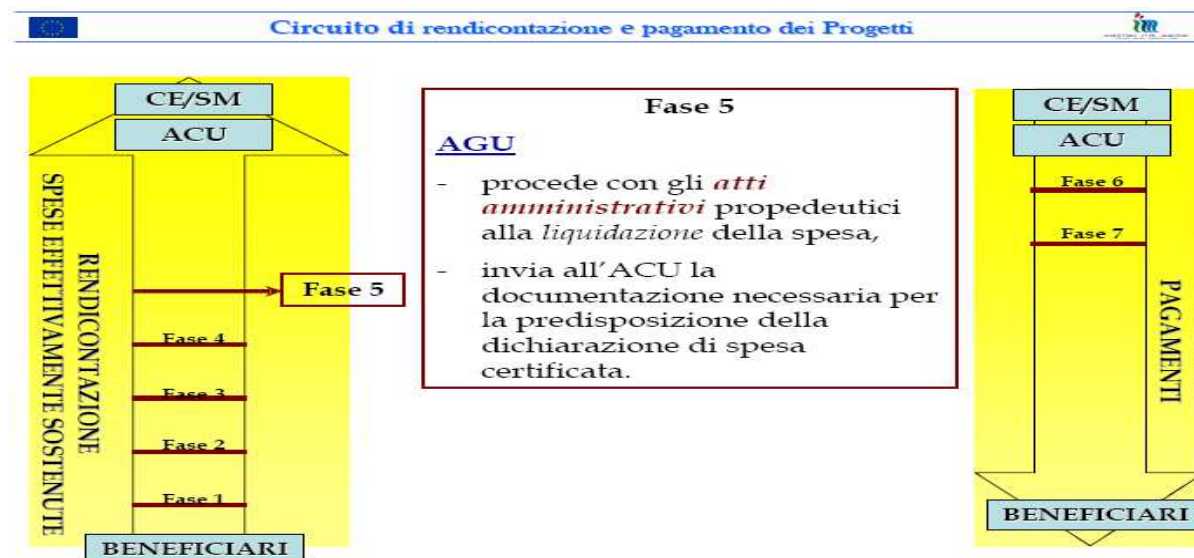 Circuito di rendicontazione e pagamento dei Progetti
CE/SM
ACU
SPESE EFFETTIVAMENTE SOSTENUTE
RENDICONTAZIONE
Fase 5
Fase 4
Fase 3
Fase 2
Fase 1
BENEFICIARI
Fase 5
AGU
- procede con gli atti
amministrativi propedeutici
alla liquidazione della spesa,
- invia all'ACU la
documentazione necessaria per
la predisposizione della
dichiarazione di spesa
certificata.
CE/SM
ACU
Fase 6
Fase 7
PAGAMENTI
BENEFICIARI